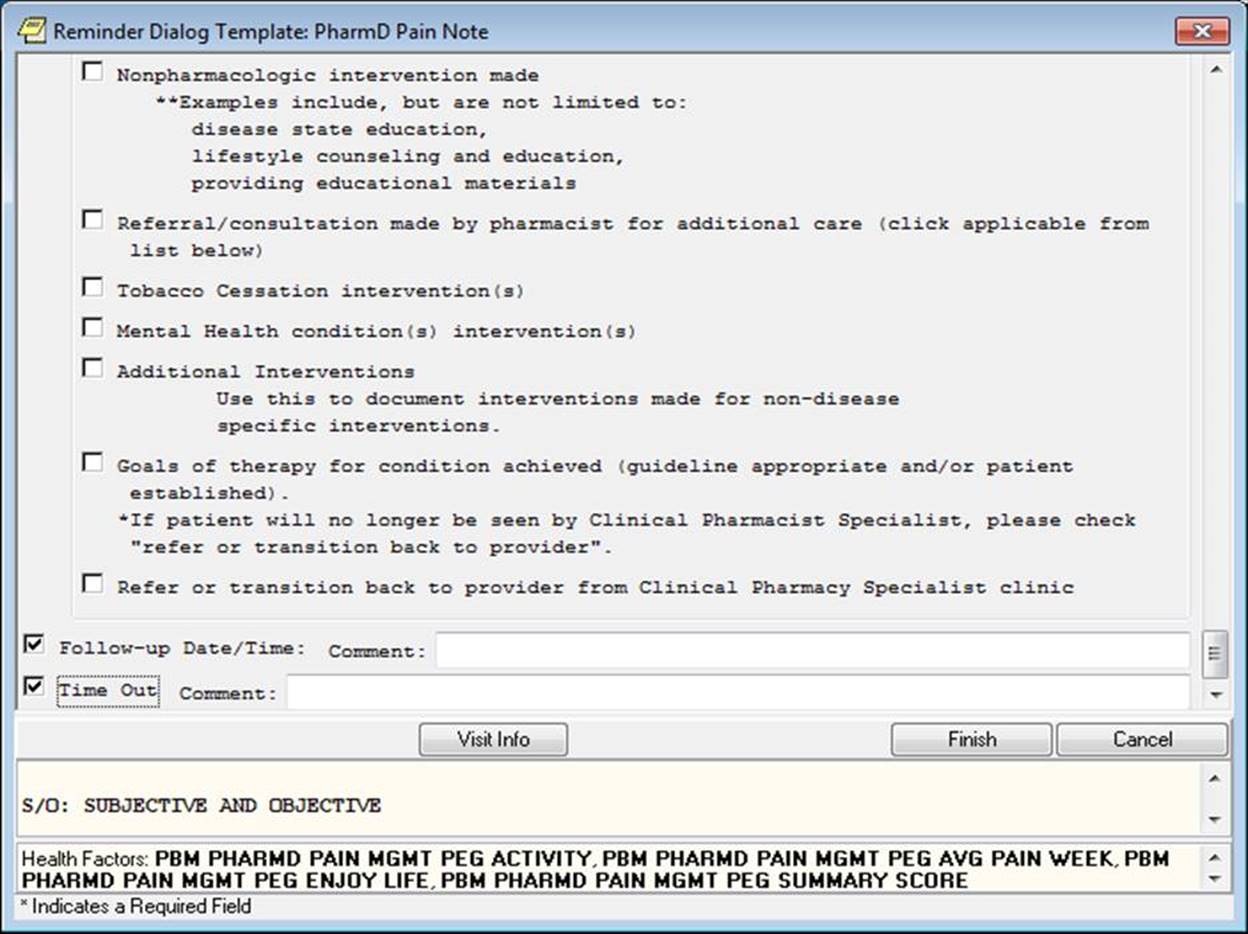 Reminder Dialog Template: PharmD Pain Note
Nonpharmacologic intervention made
**Examples include, but are not limited to:
disease state education,
lifestyle counseling and education,
providing educational materials
Referral/consultation made by pharmacist for additional care (click applicable from
list below)
Tobacco Cessation intervention(s)
Mental Health condition(s) intervention(s)
Additional Interventions
Use this to document interventions made for non-disease
specific interventions.
Goals of therapy for condition achieved (guideline appropriate and/or patient
established).
*If patient will no longer be seen by Clinical Pharmacist Specialist, please check
"refer or transition back to provider".
Refer or transition back to provider from Clinical Pharmacy Specialist clinic
Follow-up Date/Time: Comment:
Time Out Comment:
Visit Info Finish Cancel
S/O: SUBJECTIVE AND OBJECTIVE
Health Factors: PBM PHARMD PAIN MGMT PEG ACTIVITY, PBM PHARMD PAIN MGMT PEG AVG PAIN WEEK, PBM
PHARMD PAIN MGMT PEG ENJOY LIFE, PBM PHARMD PAIN MGMT PEG SUMMARY SCORE
* Indicates a Required Field